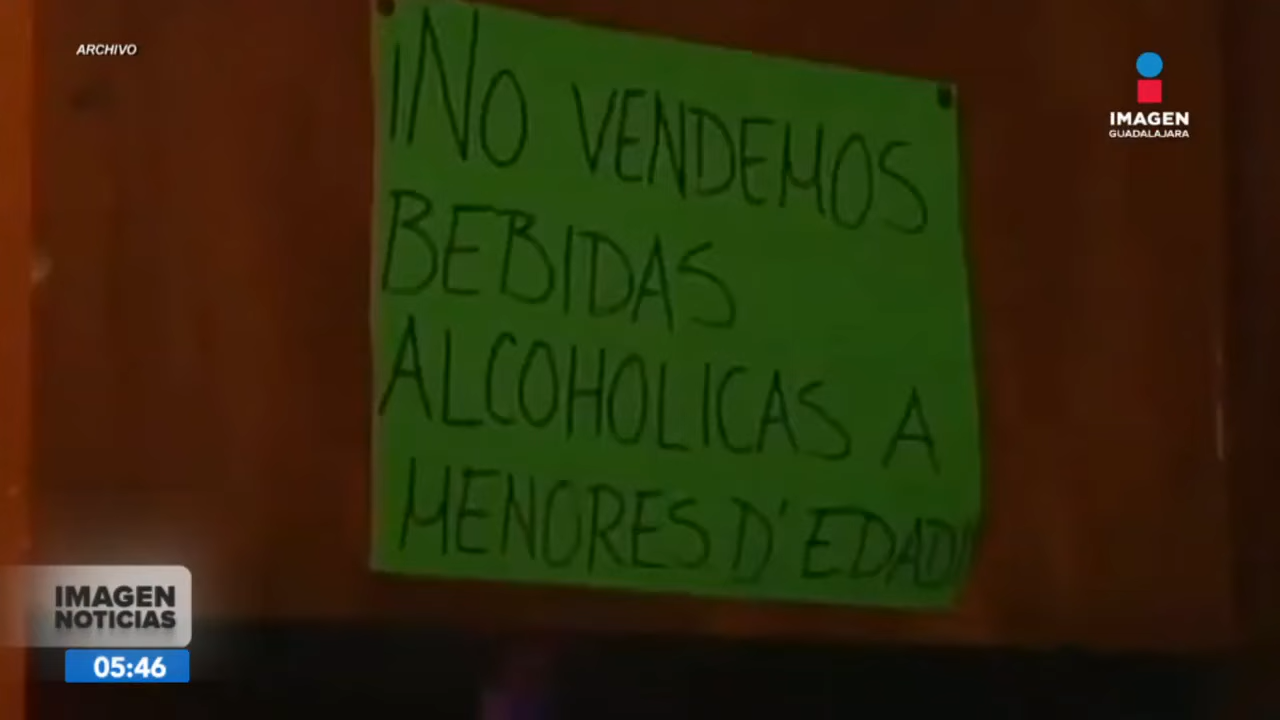 ARCHIVO
IMAGEN
GUADALAJARA
¡NO VENDEMOS
BEBIDAS
ALCOHOLICAS A
MENORES D'EDAD!
IMAGEN
NOTICIAS
05:46